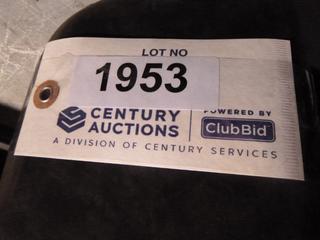 LOT NO
1953
CENTURY
AUCTIONS
POWERED BY
ClubBid
A DIVISION OF CENTURY SERVICES